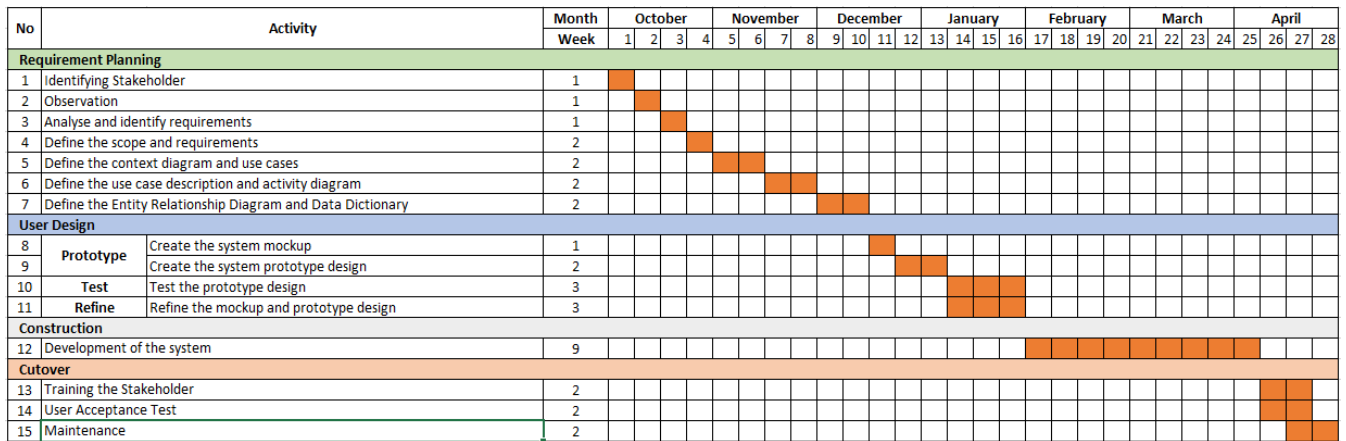 No Activity Month October November December January February March April
Week 1 2 3 4 5 6 7 8 9 10 11 12 13 14 15 16 17 18 19 20 21 22 23 24 25 26 27 28
Requirement Planning
1 Identifying Stakeholder 1
2 Observation 1
3 Analyse and identify requirements 1
4 Define the scope and requirements 2
5 Define the context diagram and use cases 2
6 Define the use case description and activity diagram 2
7 Define the Entity Relationship Diagram and Data Dictionary 2
User Design
8 Prototype Create the system mockup 1
9 Create the system prototype design 2
10 Test Test the prototype design 3
11 Refine Refine the mockup and prototype design 3
Construction
12 Development of the system 9
Cutover
13 Training the Stakeholder 2
14 User Acceptance Test 2
15 Maintenance 2